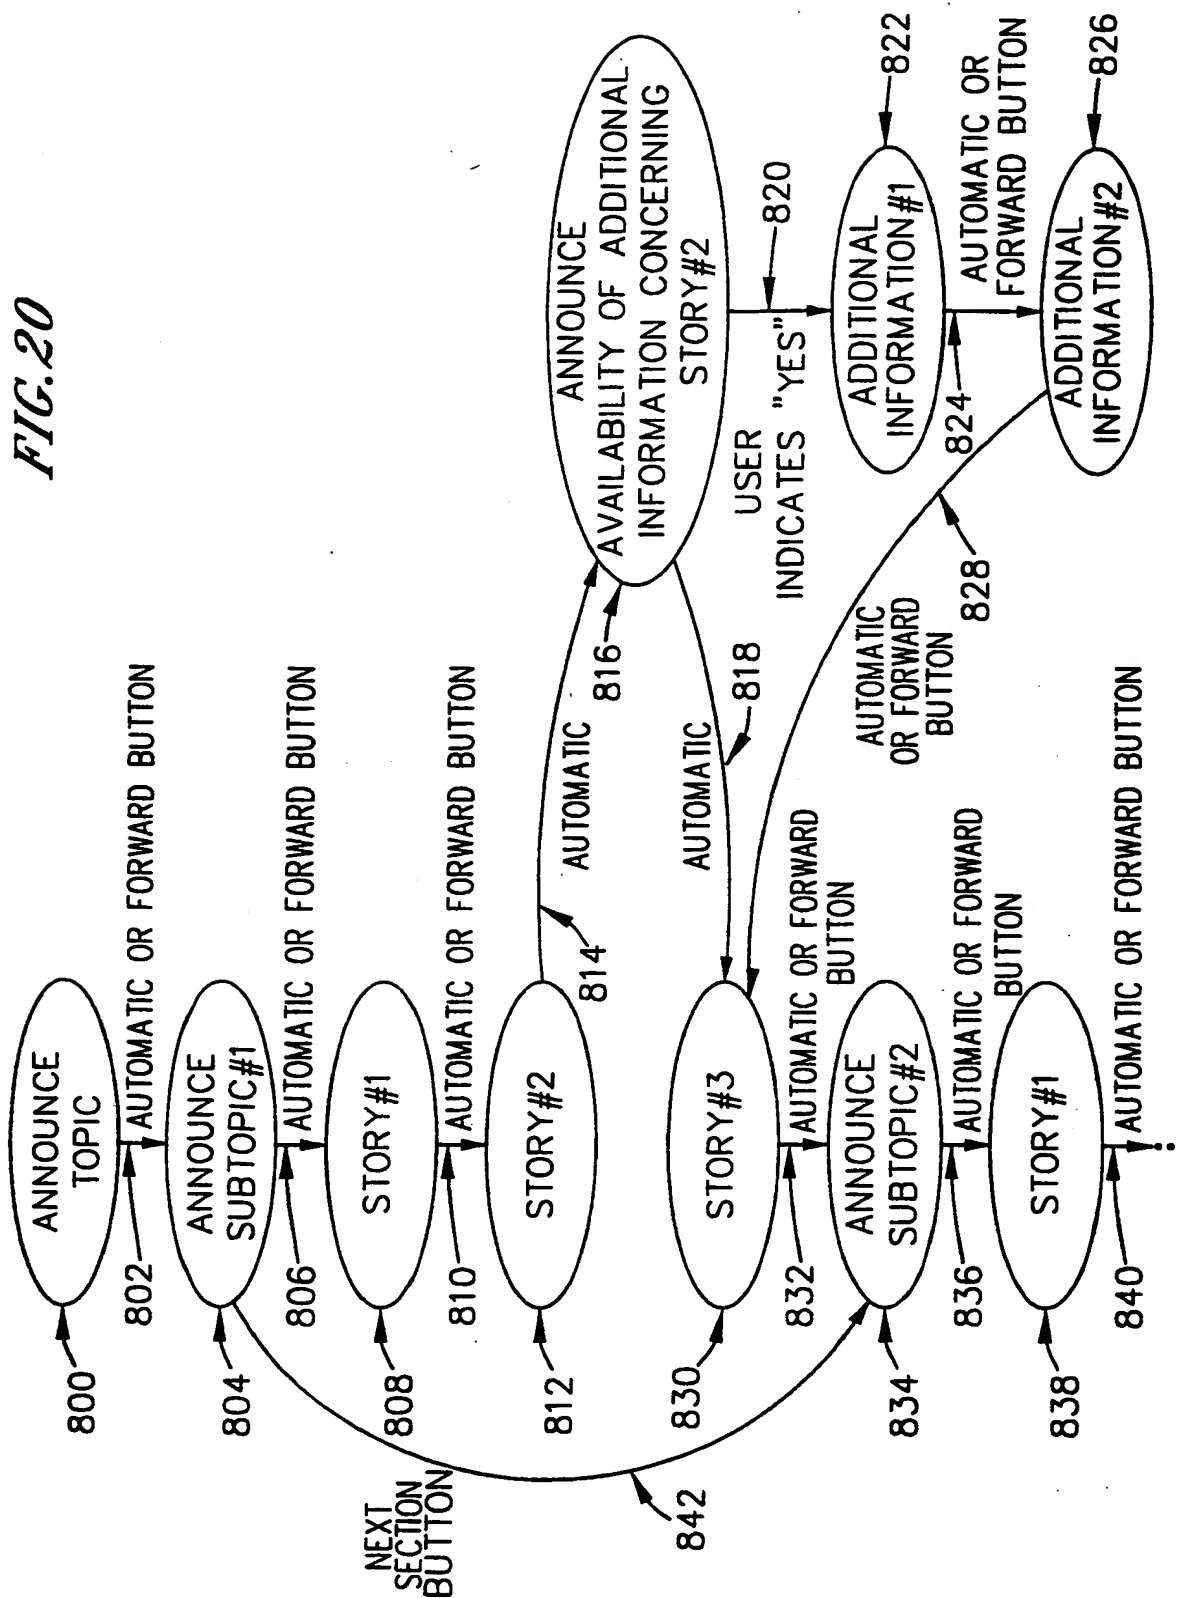 FIG.20
ANNOUNCE
TOPIC
800
802
AUTOMATIC OR FORWARD BUTTON
ANNOUNCE
SUBTOPIC#1
804
806
AUTOMATIC OR FORWARD BUTTON
STORY#1
808
810
AUTOMATIC OR FORWARD BUTTON
STORY#2
812
814
AUTOMATIC
ANNOUNCE
AVAILABILITY OF ADDITIONAL
INFORMATION CONCERNING
STORY#2
816
AUTOMATIC
818
USER
INDICATES "YES"
820
ADDITIONAL
INFORMATION#1
822
824
AUTOMATIC OR
FORWARD BUTTON
ADDITIONAL
INFORMATION#2
826
AUTOMATIC
OR FORWARD
BUTTON
828
STORY#3
830
832
AUTOMATIC OR FORWARD
BUTTON
ANNOUNCE
SUBTOPIC#2
834
836
AUTOMATIC OR FORWARD
BUTTON
STORY#1
838
840
AUTOMATIC OR FORWARD BUTTON
NEXT
SECTION
BUTTON
842